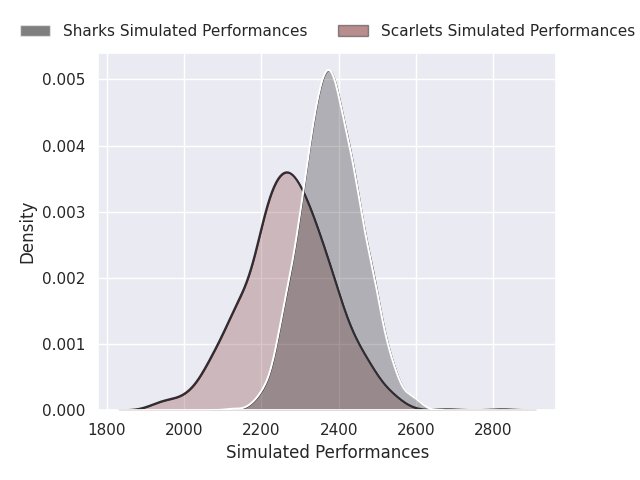 Sharks Simulated Performances Scarlets Simulated Performances
0.005
0.004
0.003
0.002
0.001
0.000
Density
1800 2000 2200 2400 2600 2800
Simulated Performances